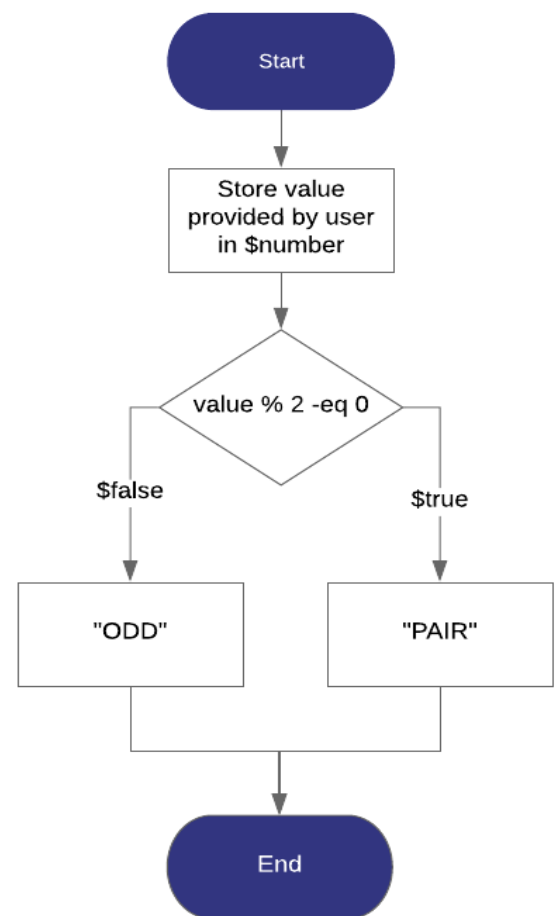 Start
Store value
provided by user
in $number
value % 2 -eq 0
$false
$true
"ODD"
"PAIR"
End